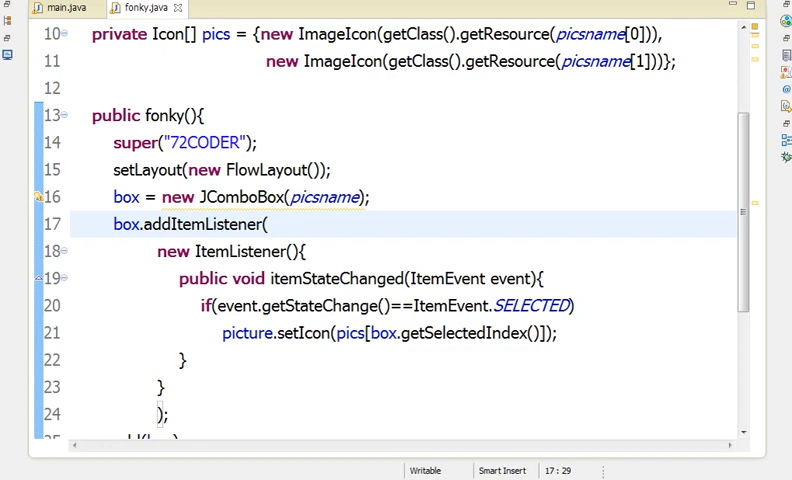 main.java fonky.java
10 private Icon[] pics = {new ImageIcon(getClass().getResource(picsname[0])),
11 new ImageIcon(getClass().getResource(picsname[1]))};
12
13 public fonky(){
14 super("72CODER");
15 setLayout(new FlowLayout());
16 box = new JComboBox(picsname);
17 box.addItemListener(
18 new ItemListener(){
19 public void itemStateChanged(ItemEvent event){
20 if(event.getStateChange()==ItemEvent.SELECTED)
21 picture.setIcon(pics[box.getSelectedIndex()]);
22 }
23 }
24 );
Writable Smart Insert 17 : 29